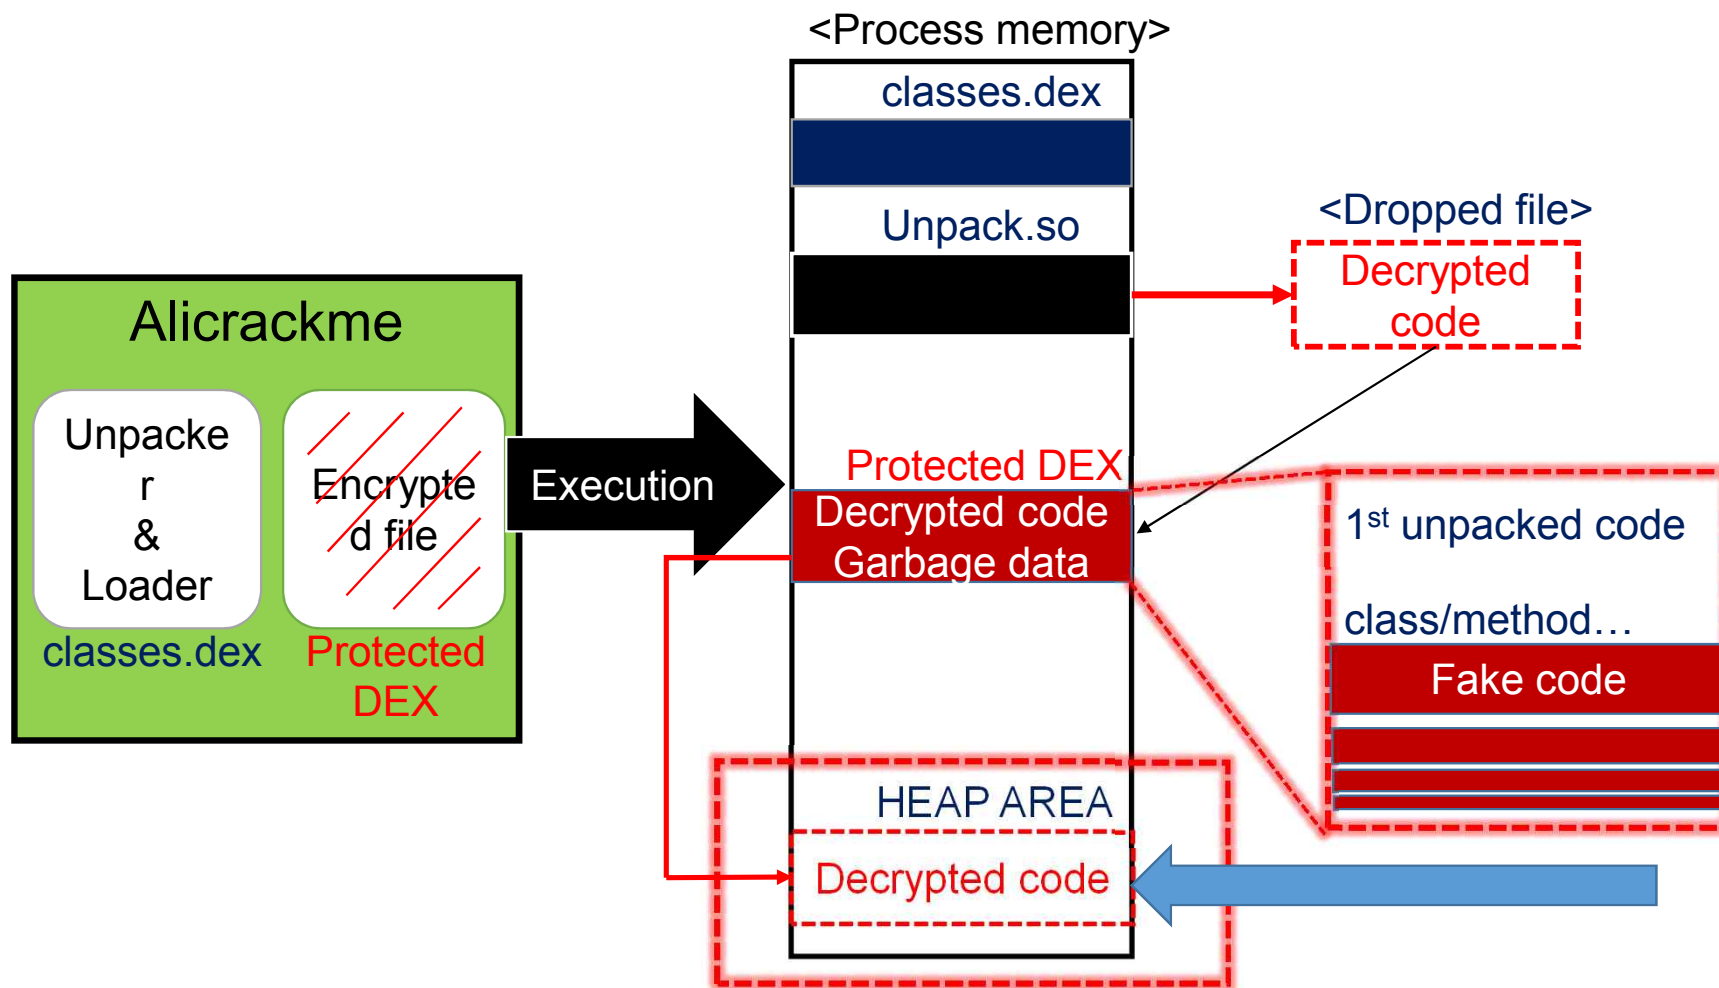 <Process memory>
classes.dex
Unpack.so
<Dropped file>
Decrypted
code
Alicrackme
Unpacke
r
&
Loader
Encrypte
d file
classes.dex
Protected
DEX
Execution
Protected DEX
Decrypted code
Garbage data
1st unpacked code
class/method…
Fake code
HEAP AREA
Decrypted code